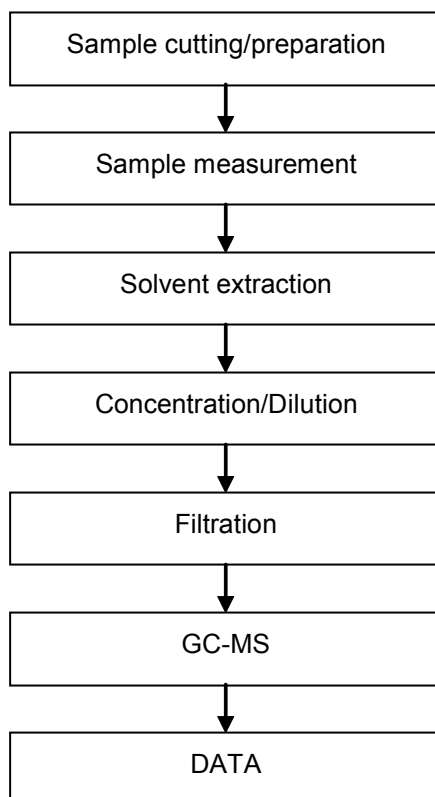 Sample cutting/preparation
Sample measurement
Solvent extraction
Concentration/Dilution
Filtration
GC-MS
DATA